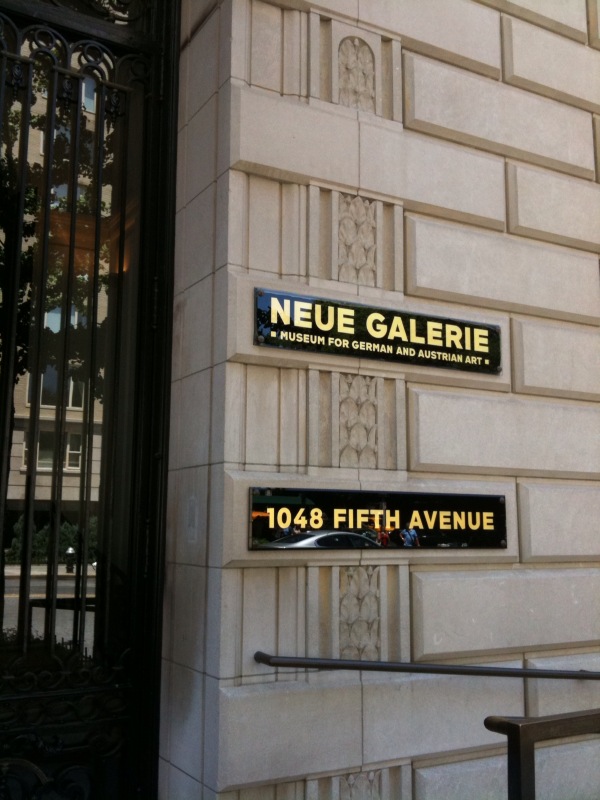 NEUE GALERIE
▪ MUSEUM FOR GERMAN AND AUSTRIAN ART ▪
1048 FIFTH AVENUE